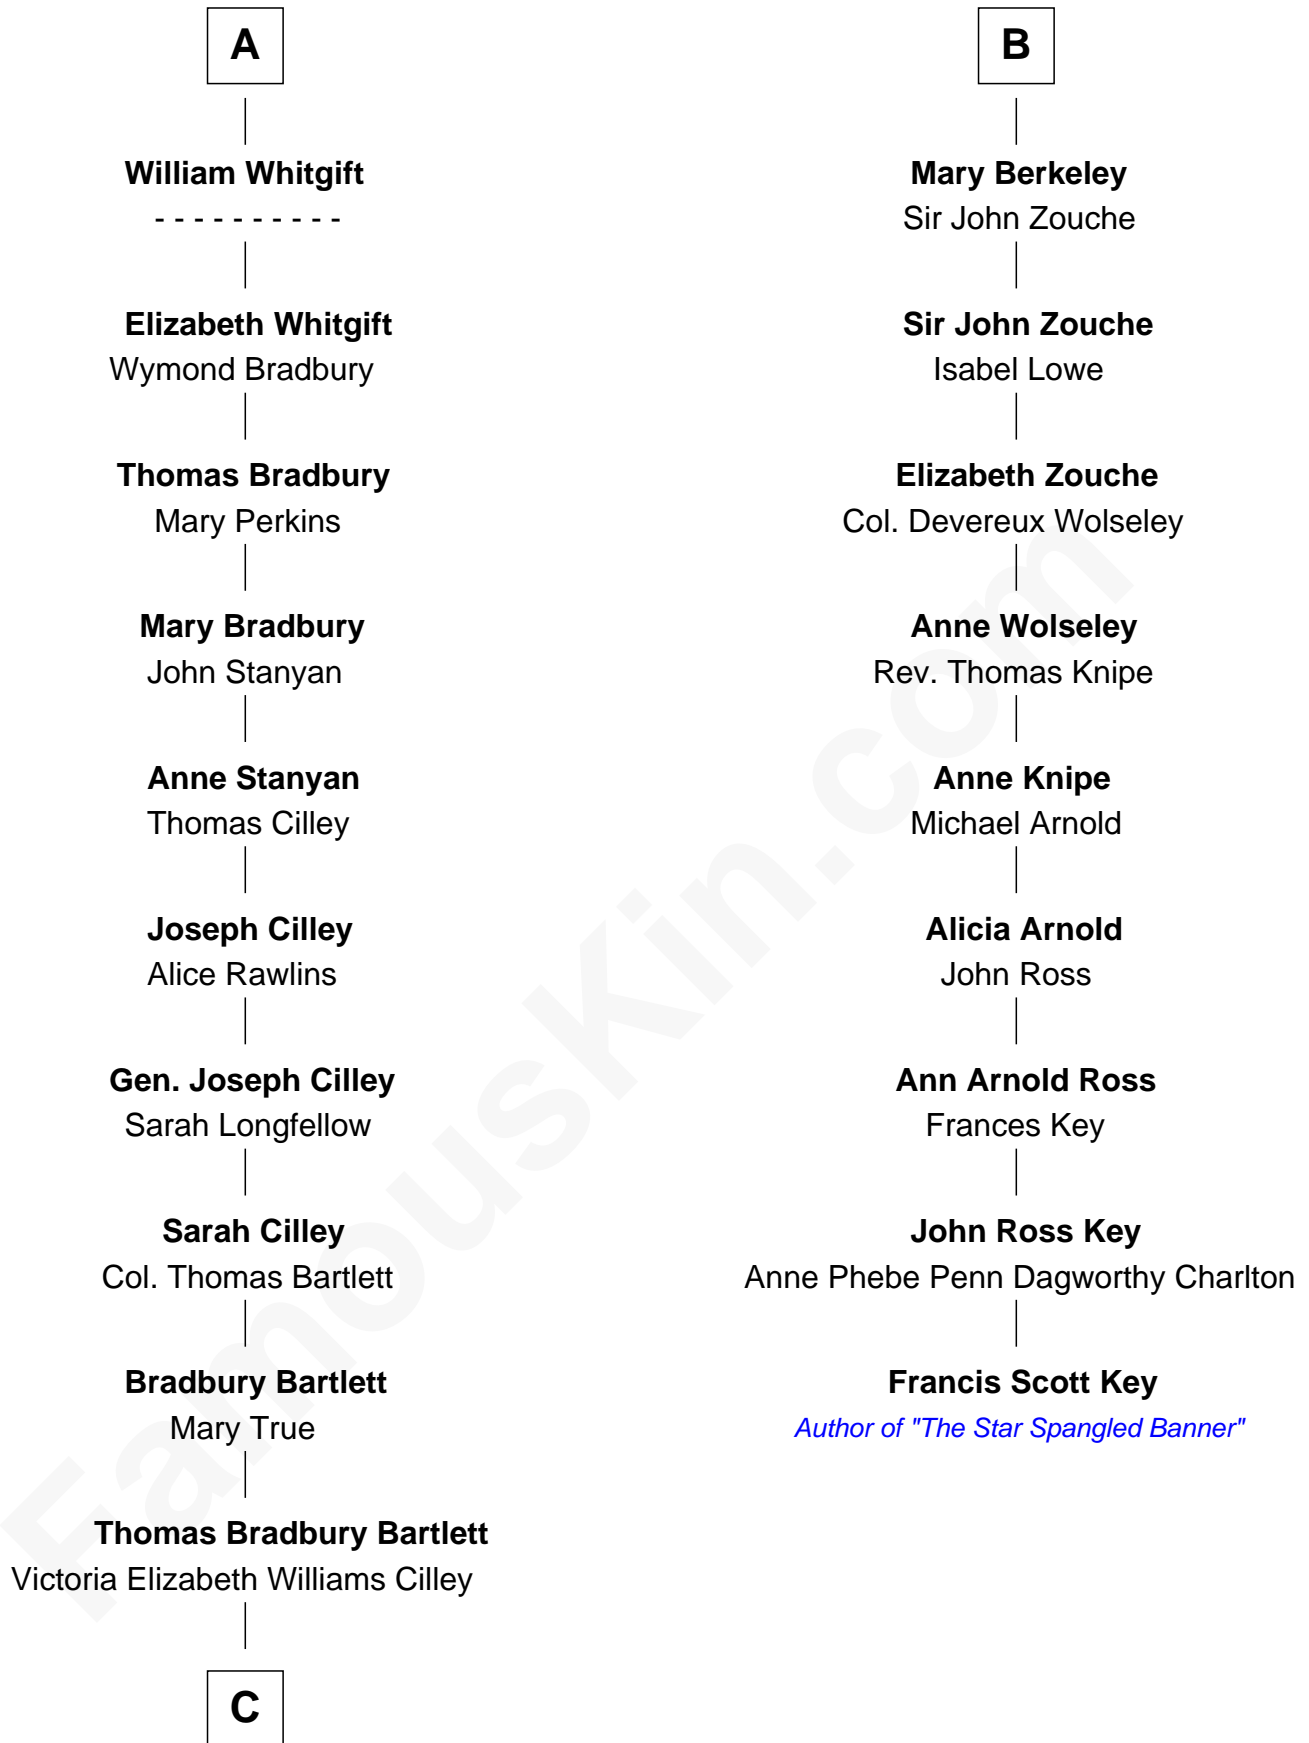 A
William Whitgift
- - - - - - - - - -
Elizabeth Whitgift
Wymond Bradbury
Thomas Bradbury
Mary Perkins
Mary Bradbury
John Stanyan
Anne Stanyan
Thomas Cilley
Joseph Cilley
Alice Rawlins
Gen. Joseph Cilley
Sarah Longfellow
Sarah Cilley
Col. Thomas Bartlett
Bradbury Bartlett
Mary True
Thomas Bradbury Bartlett
Victoria Elizabeth Williams Cilley
C
B
Mary Berkeley
Sir John Zouche
Sir John Zouche
Isabel Lowe
Elizabeth Zouche
Col. Devereux Wolseley
Anne Wolseley
Rev. Thomas Knipe
Anne Knipe
Michael Arnold
Alicia Arnold
John Ross
Ann Arnold Ross
Frances Key
John Ross Key
Anne Phebe Penn Dagworthy Charlton
Francis Scott Key
Author of "The Star Spangled Banner"
FamousKin.com